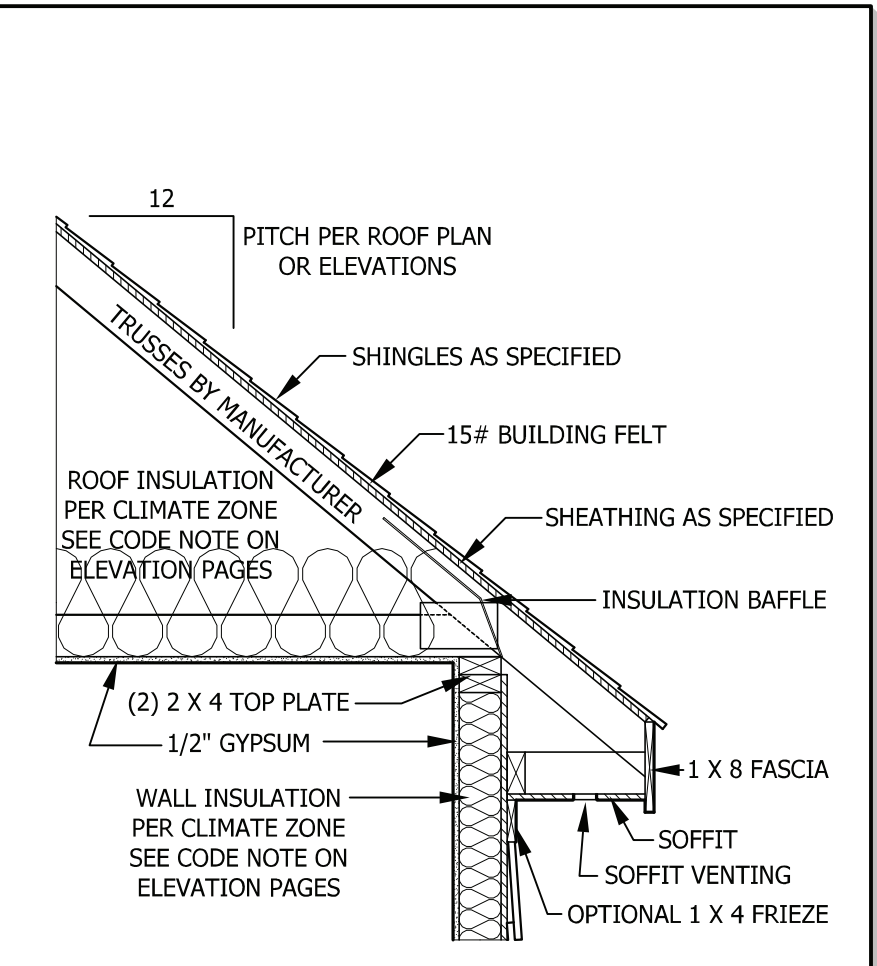 12
PITCH PER ROOF PLAN
OR ELEVATIONS
TRUSSES BY MANUFACTURER
SHINGLES AS SPECIFIED
15# BUILDING FELT
ROOF INSULATION
PER CLIMATE ZONE
SEE CODE NOTE ON
ELEVATION PAGES
SHEATHING AS SPECIFIED
INSULATION BAFFLE
(2) 2 X 4 TOP PLATE
1/2" GYPSUM
1 X 8 FASCIA
WALL INSULATION
PER CLIMATE ZONE
SEE CODE NOTE ON
ELEVATION PAGES
SOFFIT
SOFFIT VENTING
OPTIONAL 1 X 4 FRIEZE